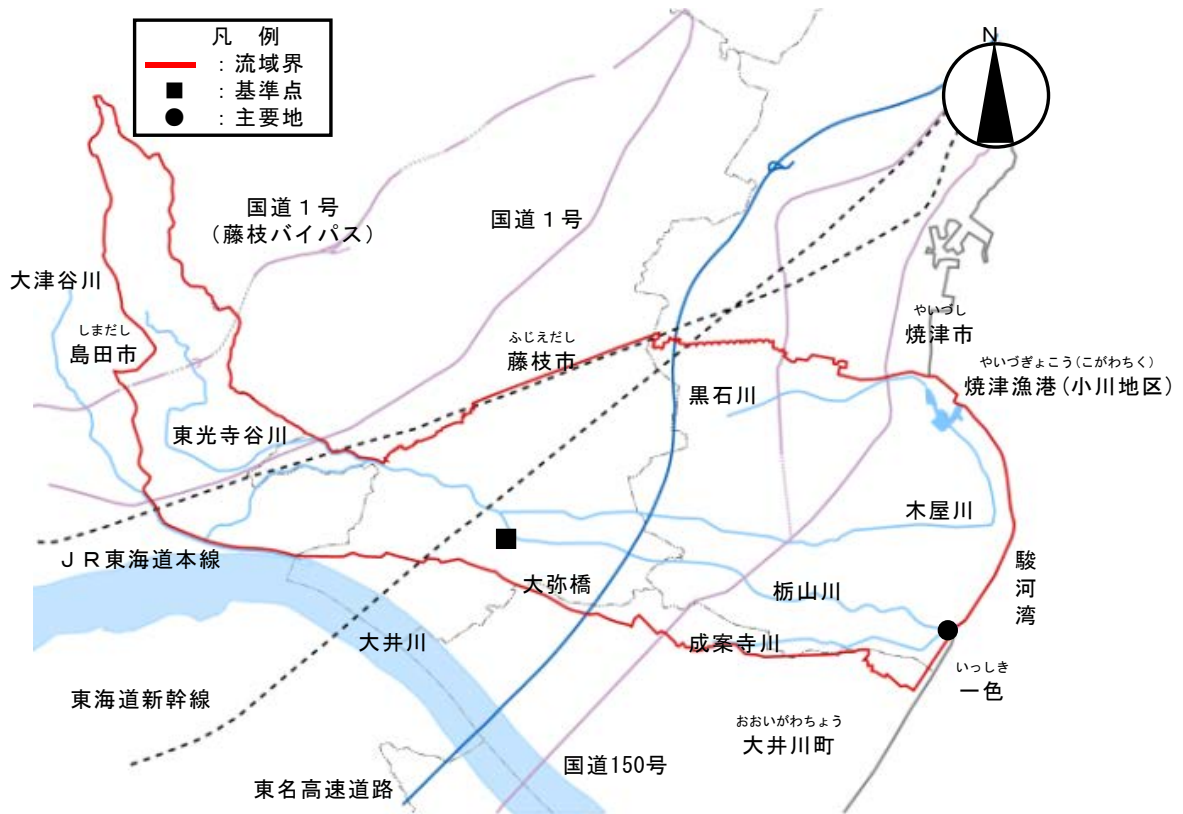 凡 例
：流域界
：基準点
：主要地
N
国道１号
(藤枝バイパス)
国道１号
大津谷川
しまだし
島田市
ふじえだし
藤枝市
やいづし
焼津市
やいづぎょこう(こがわちく)
焼津漁港(小川地区)
黒石川
東光寺谷川
木屋川
ＪＲ東海道本線
大弥橋
栃山川
駿河湾
大井川
成案寺川
いっしき
一色
東海道新幹線
おおいがわちょう
大井川町
国道150号
東名高速道路